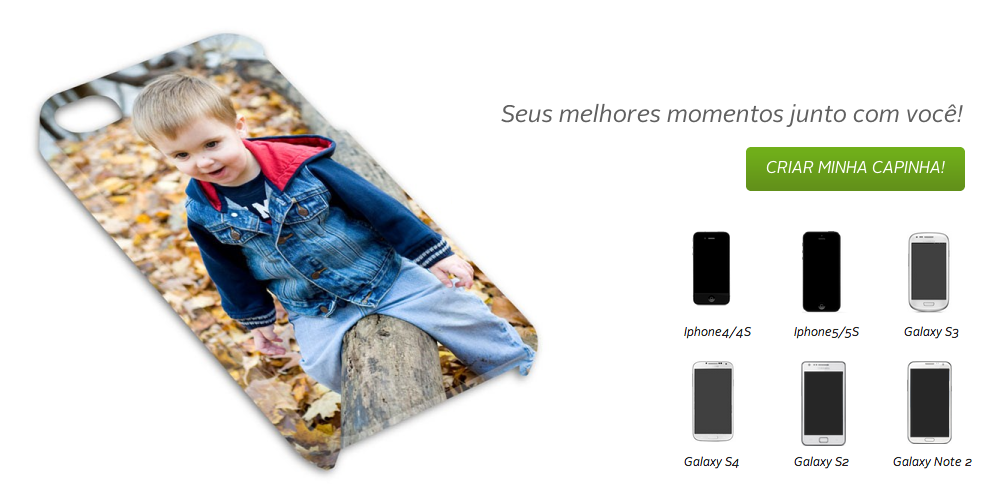 Seus melhores momentos junto com você!
CRIAR MINHA CAPINHA!
Iphone4/4S
Iphone5/5S
Galaxy S3
Galaxy S4
Galaxy S2
Galaxy Note 2